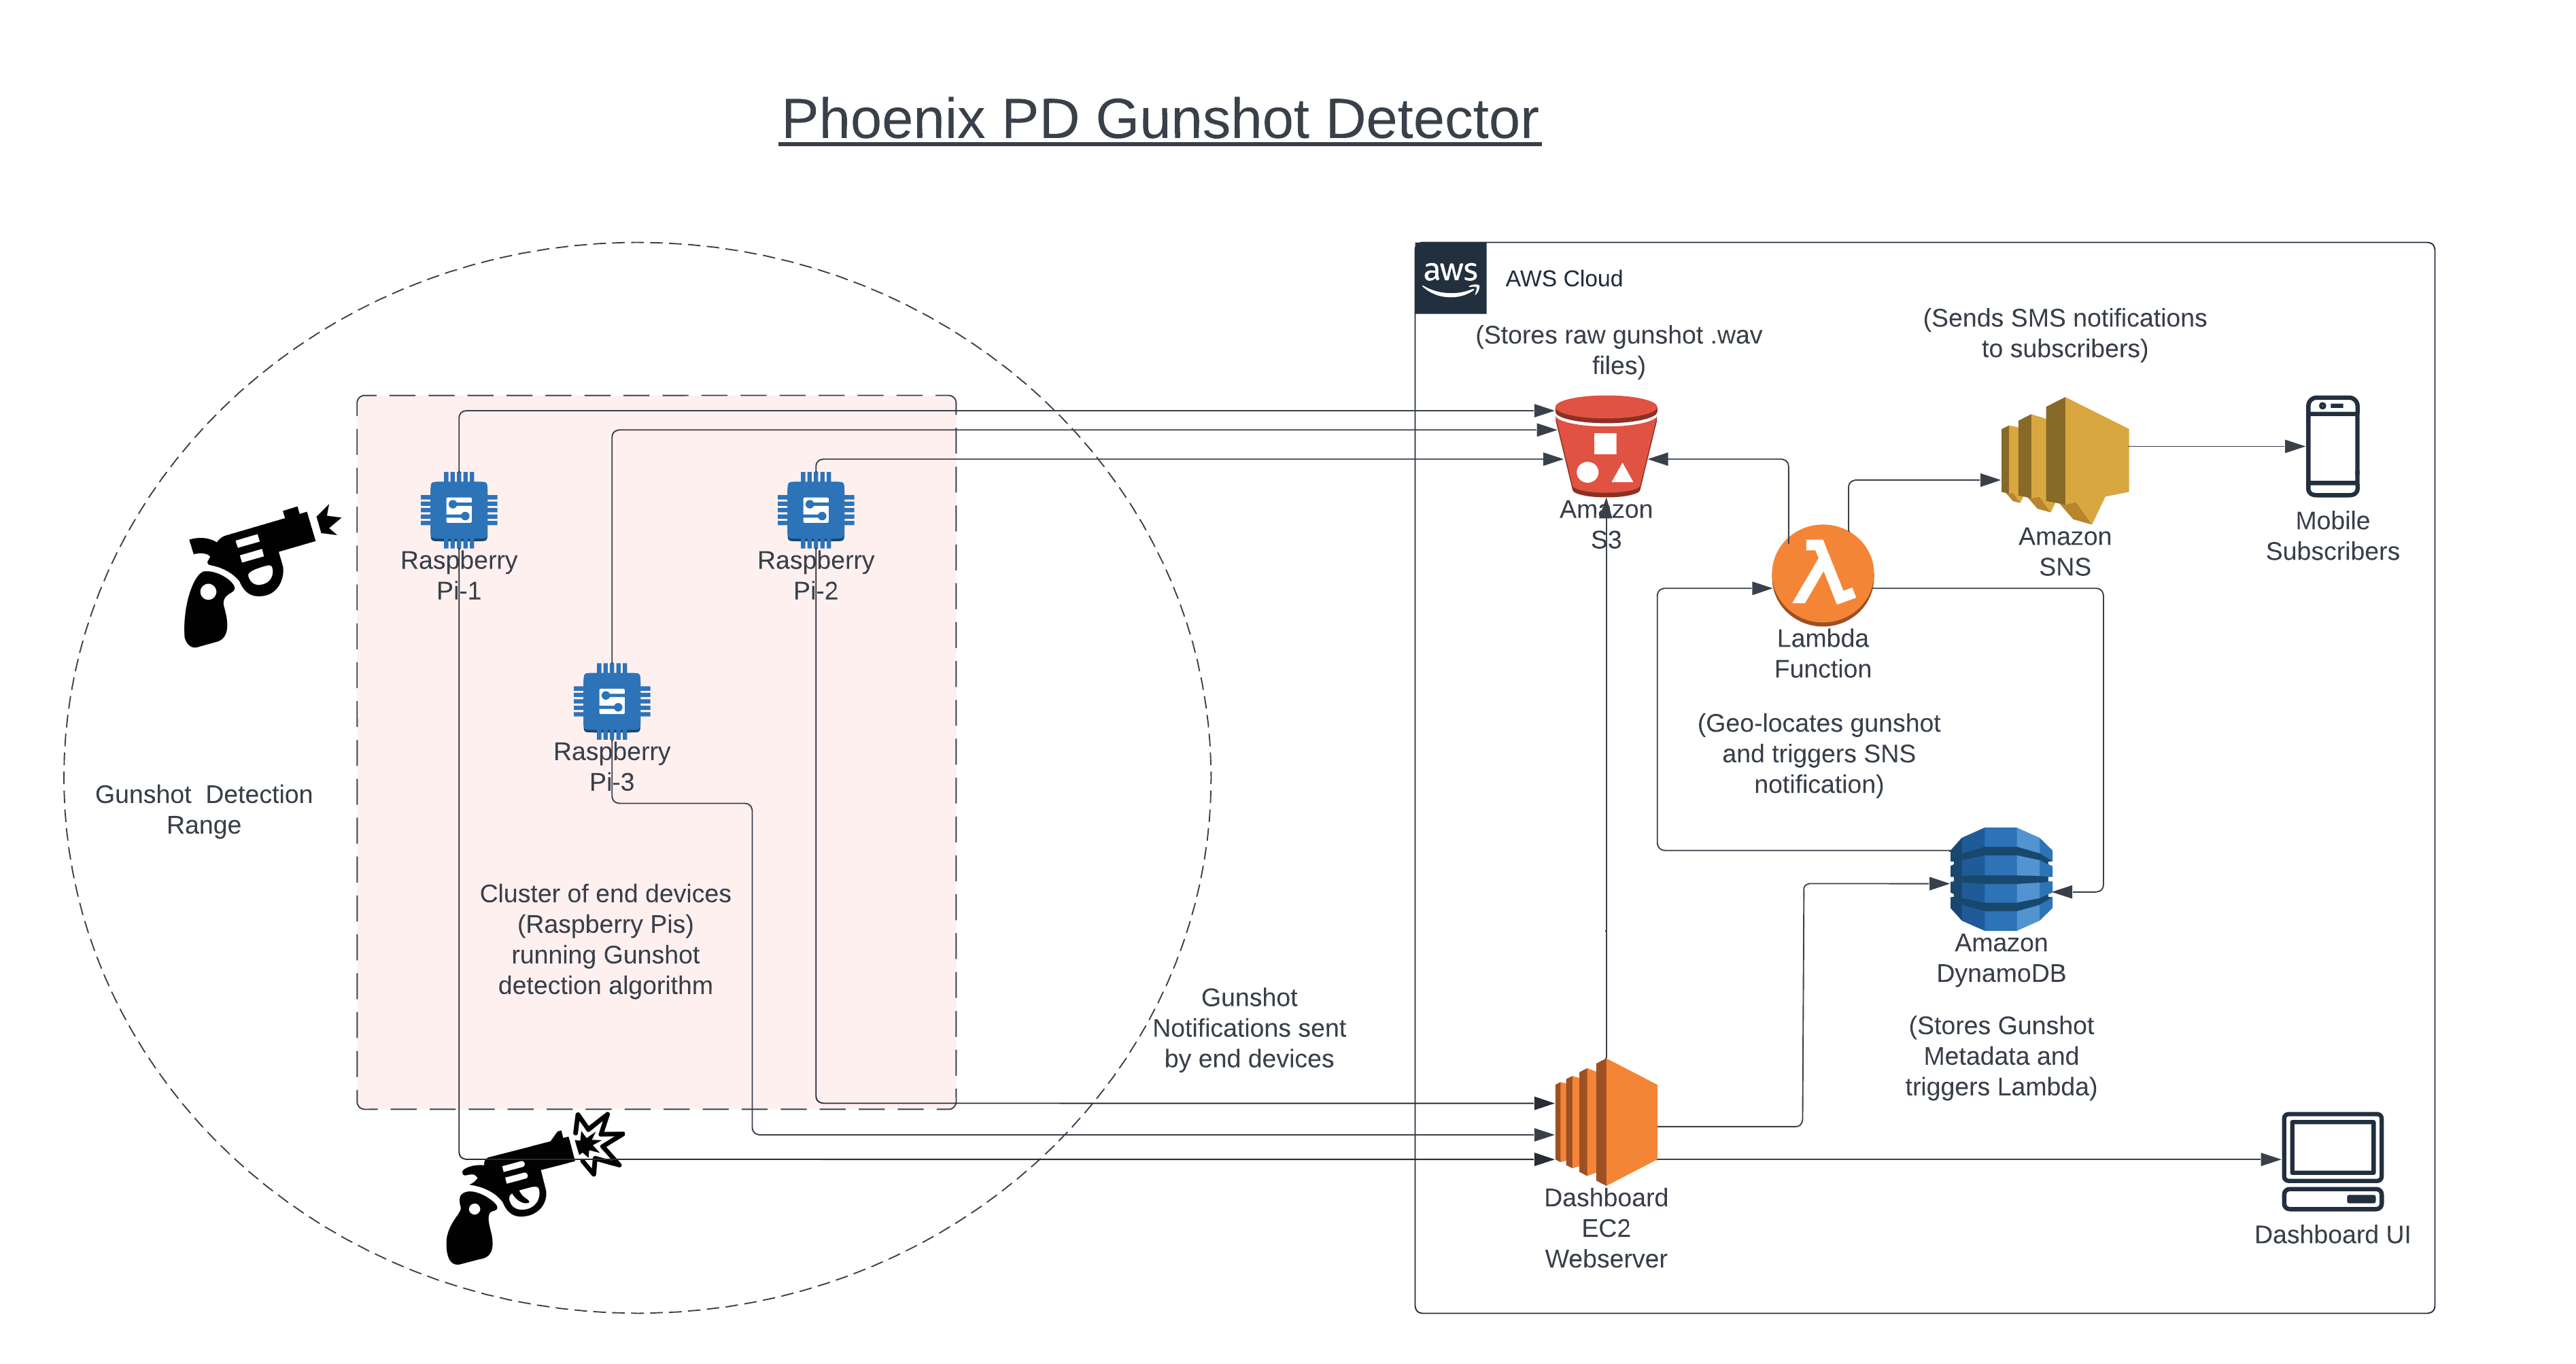 Phoenix PD Gunshot Detector
aws
AWS Cloud
(Stores raw gunshot .wav
files)
(Sends SMS notifications
to subscribers)
Amazon
S3
Amazon
SNS
Mobile
Subscribers
Raspberry
Pi-1
Raspberry
Pi-2
Lambda
Function
(Geo-locates gunshot
and triggers SNS
notification)
Raspberry
Pi-3
Gunshot  Detection
Range
Cluster of end devices
(Raspberry Pis)
running Gunshot
detection algorithm
Gunshot
Notifications sent
by end devices
Amazon
DynamoDB
(Stores Gunshot
Metadata and
triggers Lambda)
Dashboard
EC2
Webserver
Dashboard UI